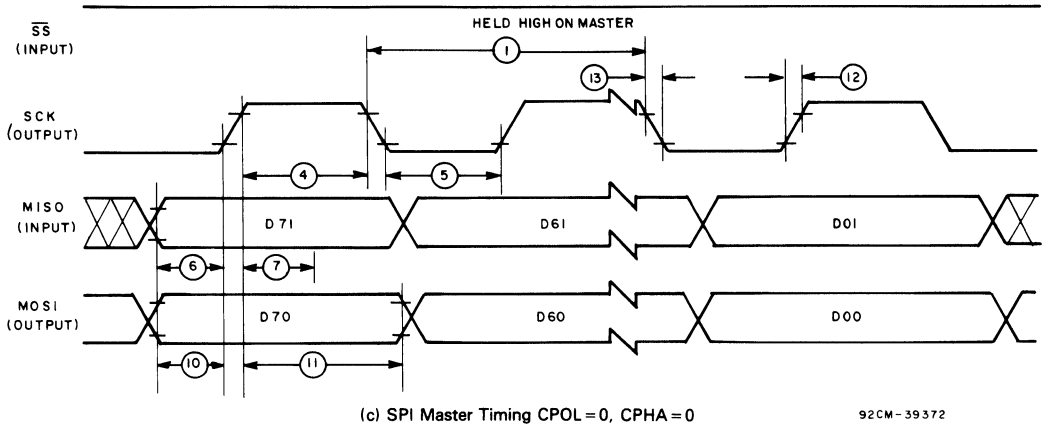 SS
(INPUT)
HELD HIGH ON MASTER
1
13
12
SCK
(OUTPUT)
4
5
MISO
(INPUT)
D71
D61
D01
6
7
MOSI
(OUTPUT)
D70
D60
D00
10
11
(c) SPI Master Timing CPOL=0, CPHA=0
92CM-39372